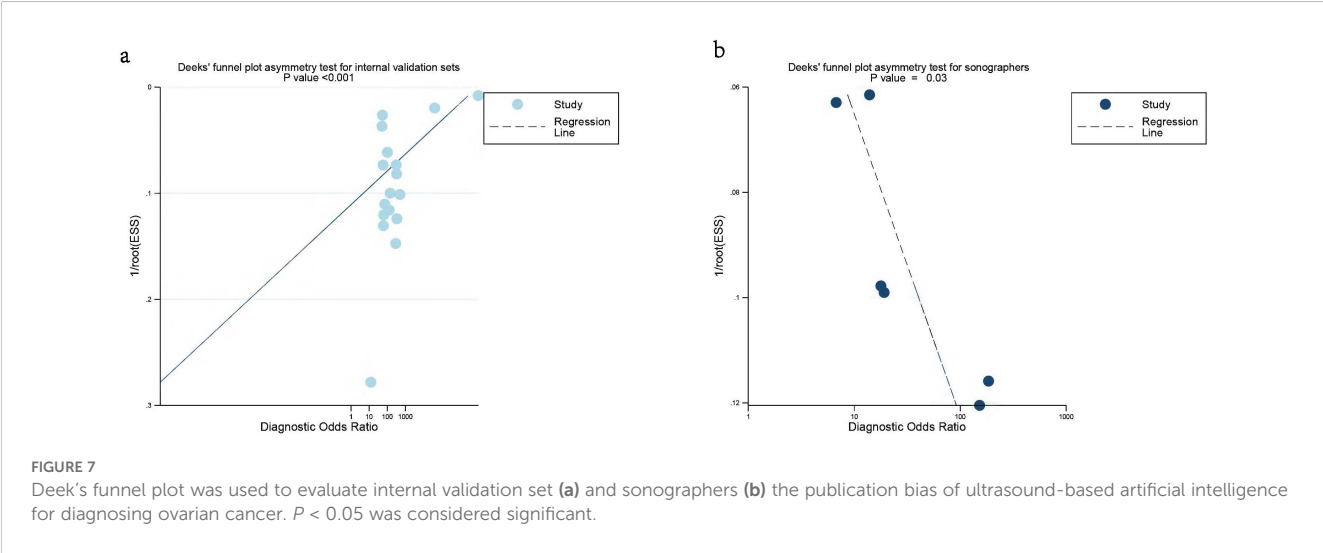 a
Deeks' funnel plot asymmetry test for internal validation sets
P value <0.001
0
.1
.2
.3
1/root(ESS)
1 10 100 1000
Diagnostic Odds Ratio
Study
Regression
Line
b
Deeks' funnel plot asymmetry test for sonographers
P value = 0.03
.06
.08
.1
.12
1/root(ESS)
1 10 100 1000
Diagnostic Odds Ratio
Study
Regression
Line
FIGURE 7
Deek's funnel plot was used to evaluate internal validation set (a) and sonographers (b) the publication bias of ultrasound-based artificial intelligence
for diagnosing ovarian cancer. P < 0.05 was considered significant.